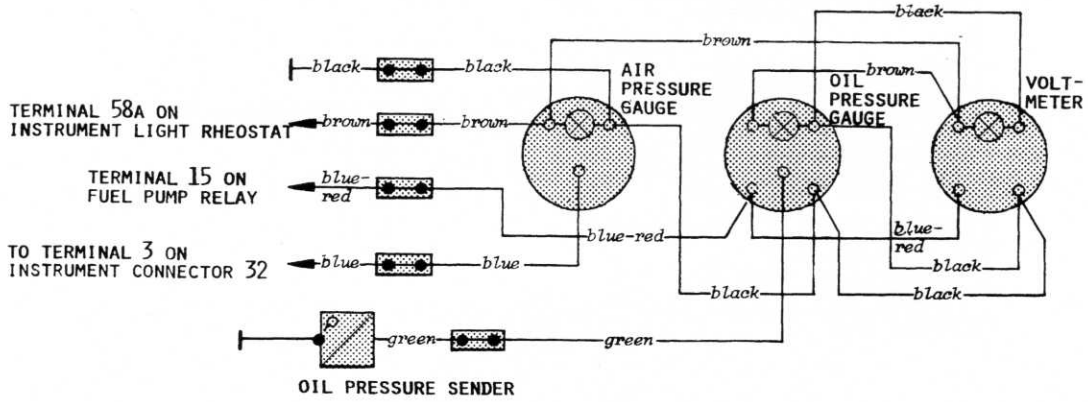 black
brown
AIR
PRESSURE
GAUGE
OIL
PRESSURE
GAUGE
brown
VOLT-
METER
black
black
TERMINAL 58A ON
INSTRUMENT LIGHT RHEOSTAT
brown
brown
TERMINAL 15 ON
FUEL PUMP RELAY
blue-
red
blue-red
blue-
red
TO TERMINAL 3 ON
INSTRUMENT CONNECTOR 32
blue
blue
black
black
black
green
green
OIL PRESSURE SENDER